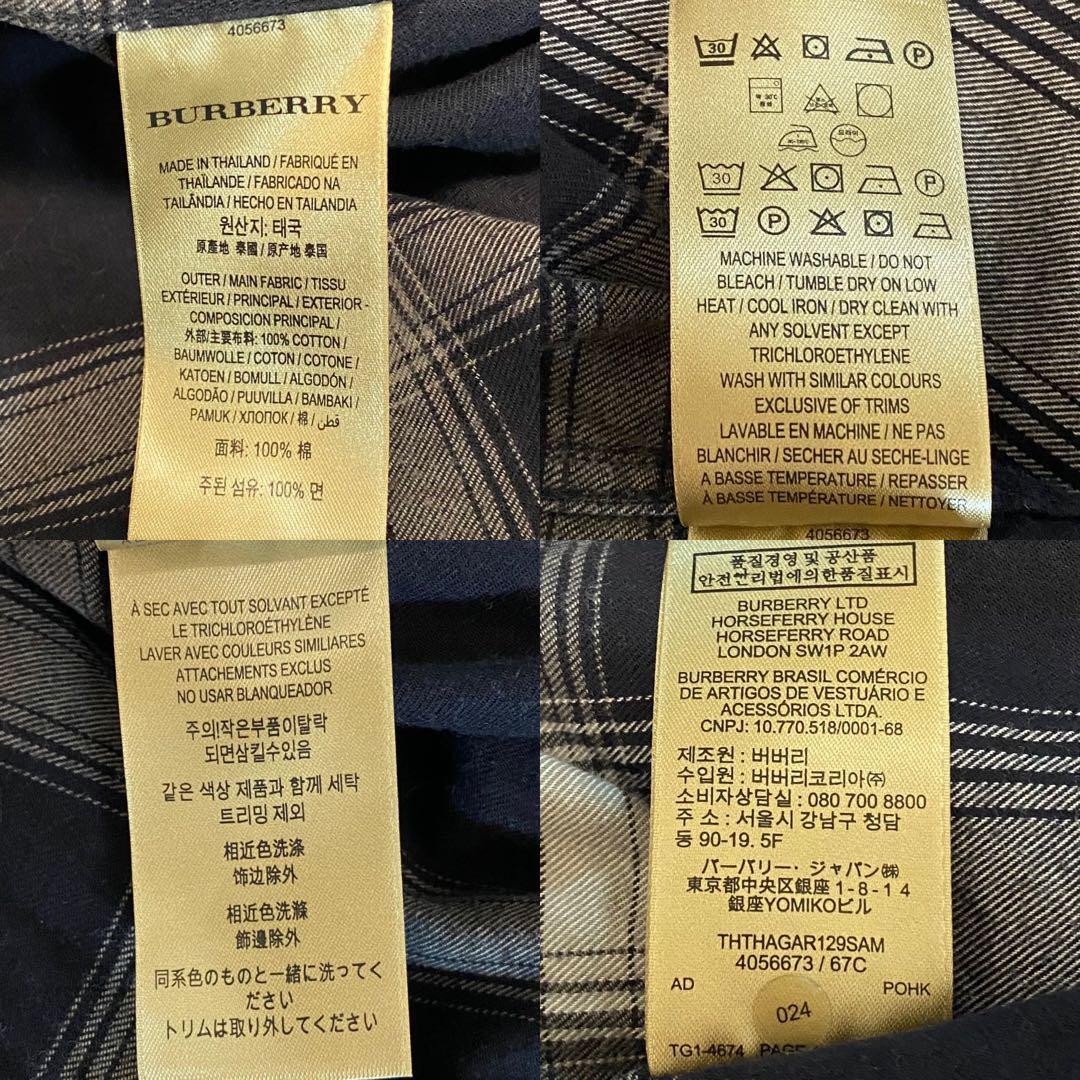 4056673
BURBERRY
MADE IN THAILAND / FABRIQUÉ EN
THAÏLANDE / FABRICADO NA
TAILÂNDIA / HECHO EN TAILANDIA
원산지: 태국
原產地 泰國 / 原产地 泰国
OUTER / MAIN FABRIC / TISSU
EXTÉRIEUR / PRINCIPAL / EXTERIOR -
COMPOSICION PRINCIPAL /
外部/主要布料: 100% COTTON /
BAUMWOLLE / COTON / COTONE /
KATOEN / BOMULL / ALGODÓN /
ALGODÃO / PUUVILLA / BAMBAKI /
PAMUK / ХЛОПОК / 棉 / قطن
面料: 100% 棉
주된 섬유: 100% 면
30 P
약 30℃
중성
드라이
30 P
30 P
MACHINE WASHABLE / DO NOT
BLEACH / TUMBLE DRY ON LOW
HEAT / COOL IRON / DRY CLEAN WITH
ANY SOLVENT EXCEPT
TRICHLOROETHYLENE
WASH WITH SIMILAR COLOURS
EXCLUSIVE OF TRIMS
LAVABLE EN MACHINE / NE PAS
BLANCHIR / SECHER AU SECHE-LINGE
A BASSE TEMPÉRATURE / REPASSER
À BASSE TEMPÉRATURE / NETTOYER
À SEC AVEC TOUT SOLVANT EXCEPTÉ
LE TRICHLOROÉTHYLÈNE
LAVER AVEC COULEURS SIMILIARES
ATTACHEMENTS EXCLUS
NO USAR BLANQUEADOR
주의!작은부품이탈락
되면삼킬수있음
같은 색상 제품과 함께 세탁
트리밍 제외
相近色洗涤
饰边除外
相近色洗滌
飾邊除外
同系色のものと一緒に洗ってく
ださい
トリムは取り外してください
4056673
품질경영 및 공산품
안전관리법에의한품질표시
BURBERRY LTD
HORSEFERRY HOUSE
HORSEFERRY ROAD
LONDON SW1P 2AW
BURBERRY BRASIL COMÉRCIO
DE ARTIGOS DE VESTUÁRIO E
ACESSÓRIOS LTDA.
CNPJ: 10.770.518/0001-68
제조원 : 버버리
수입원 : 버버리코리아㈜
소비자상담실 : 080 700 8800
주 소 : 서울시 강남구 청담
동 90-19. 5F
バーバリー・ジャパン㈱
東京都中央区銀座1-8-14
銀座YOMIKOビル
THTHAGAR129SAM
4056673 / 67C
AD POHK
024
TG1-4674 PAGE